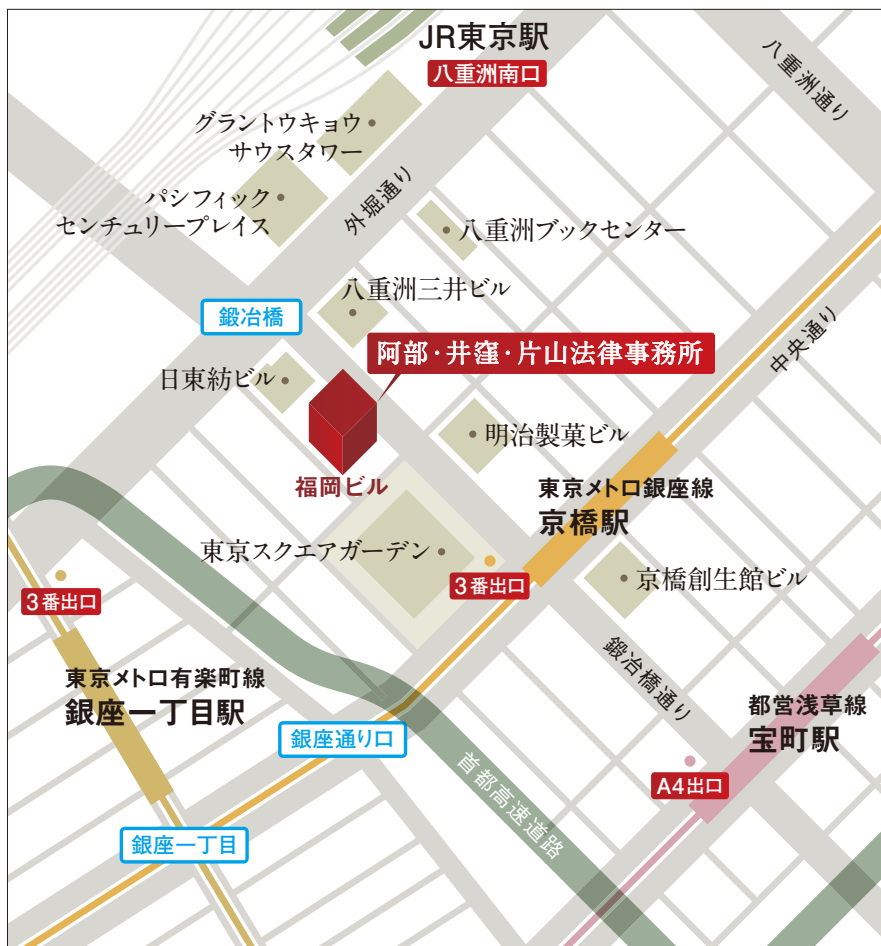 JR東京駅
八重洲南口
八重洲通り
グラントウキョウ
サウスタワー
パシフィック
センチュリープレイス
外堀通り
八重洲ブックセンター
八重洲三井ビル
鍛冶橋
中央通り
阿部・井窪・片山法律事務所
日東紡ビル
明治製菓ビル
福岡ビル
東京メトロ銀座線
京橋駅
東京スクエアガーデン
3番出口
京橋創生館ビル
3番出口
鍛冶橋通り
東京メトロ有楽町線
銀座一丁目駅
都営浅草線
宝町駅
銀座通り口
首都高速道路
A4出口
銀座一丁目